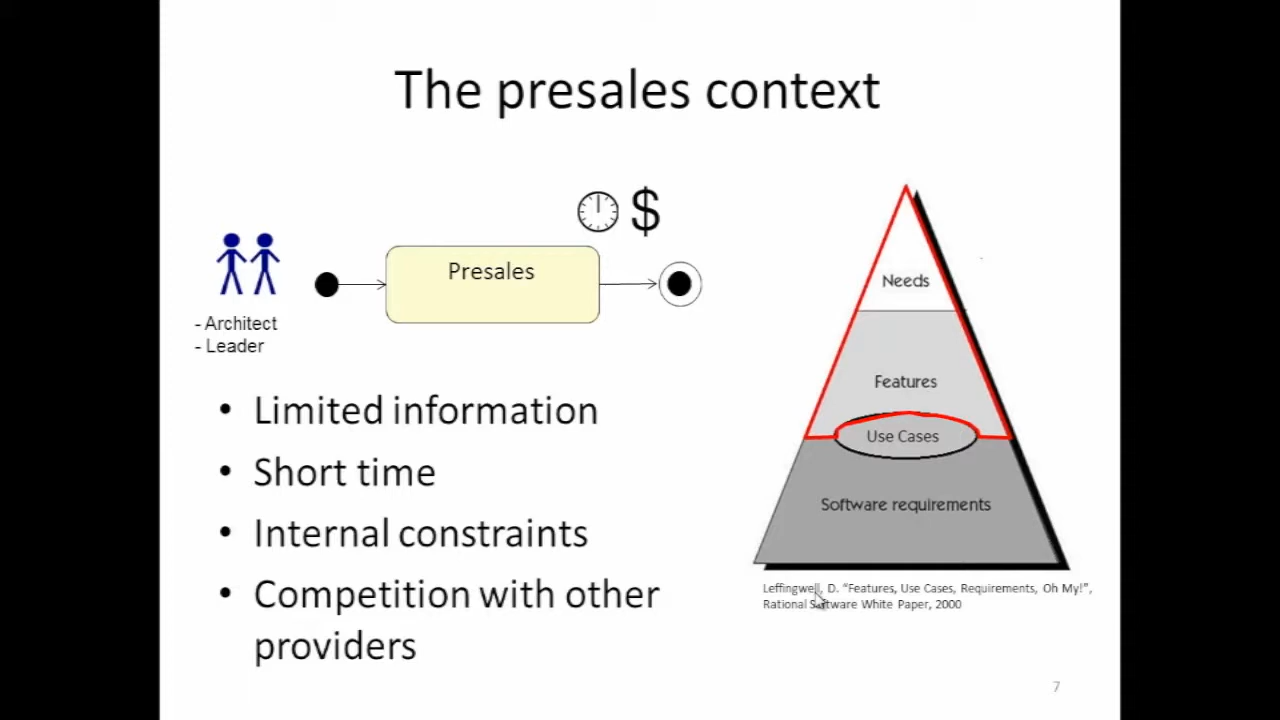 The presales context
$
Presales
- Architect
- Leader
• Limited information
• Short time
• Internal constraints
• Competition with other
providers
Needs
Features
Use Cases
Software requirements
Leffingwell, D. “Features, Use Cases, Requirements, Oh My!”,
Rational Software White Paper, 2000
7